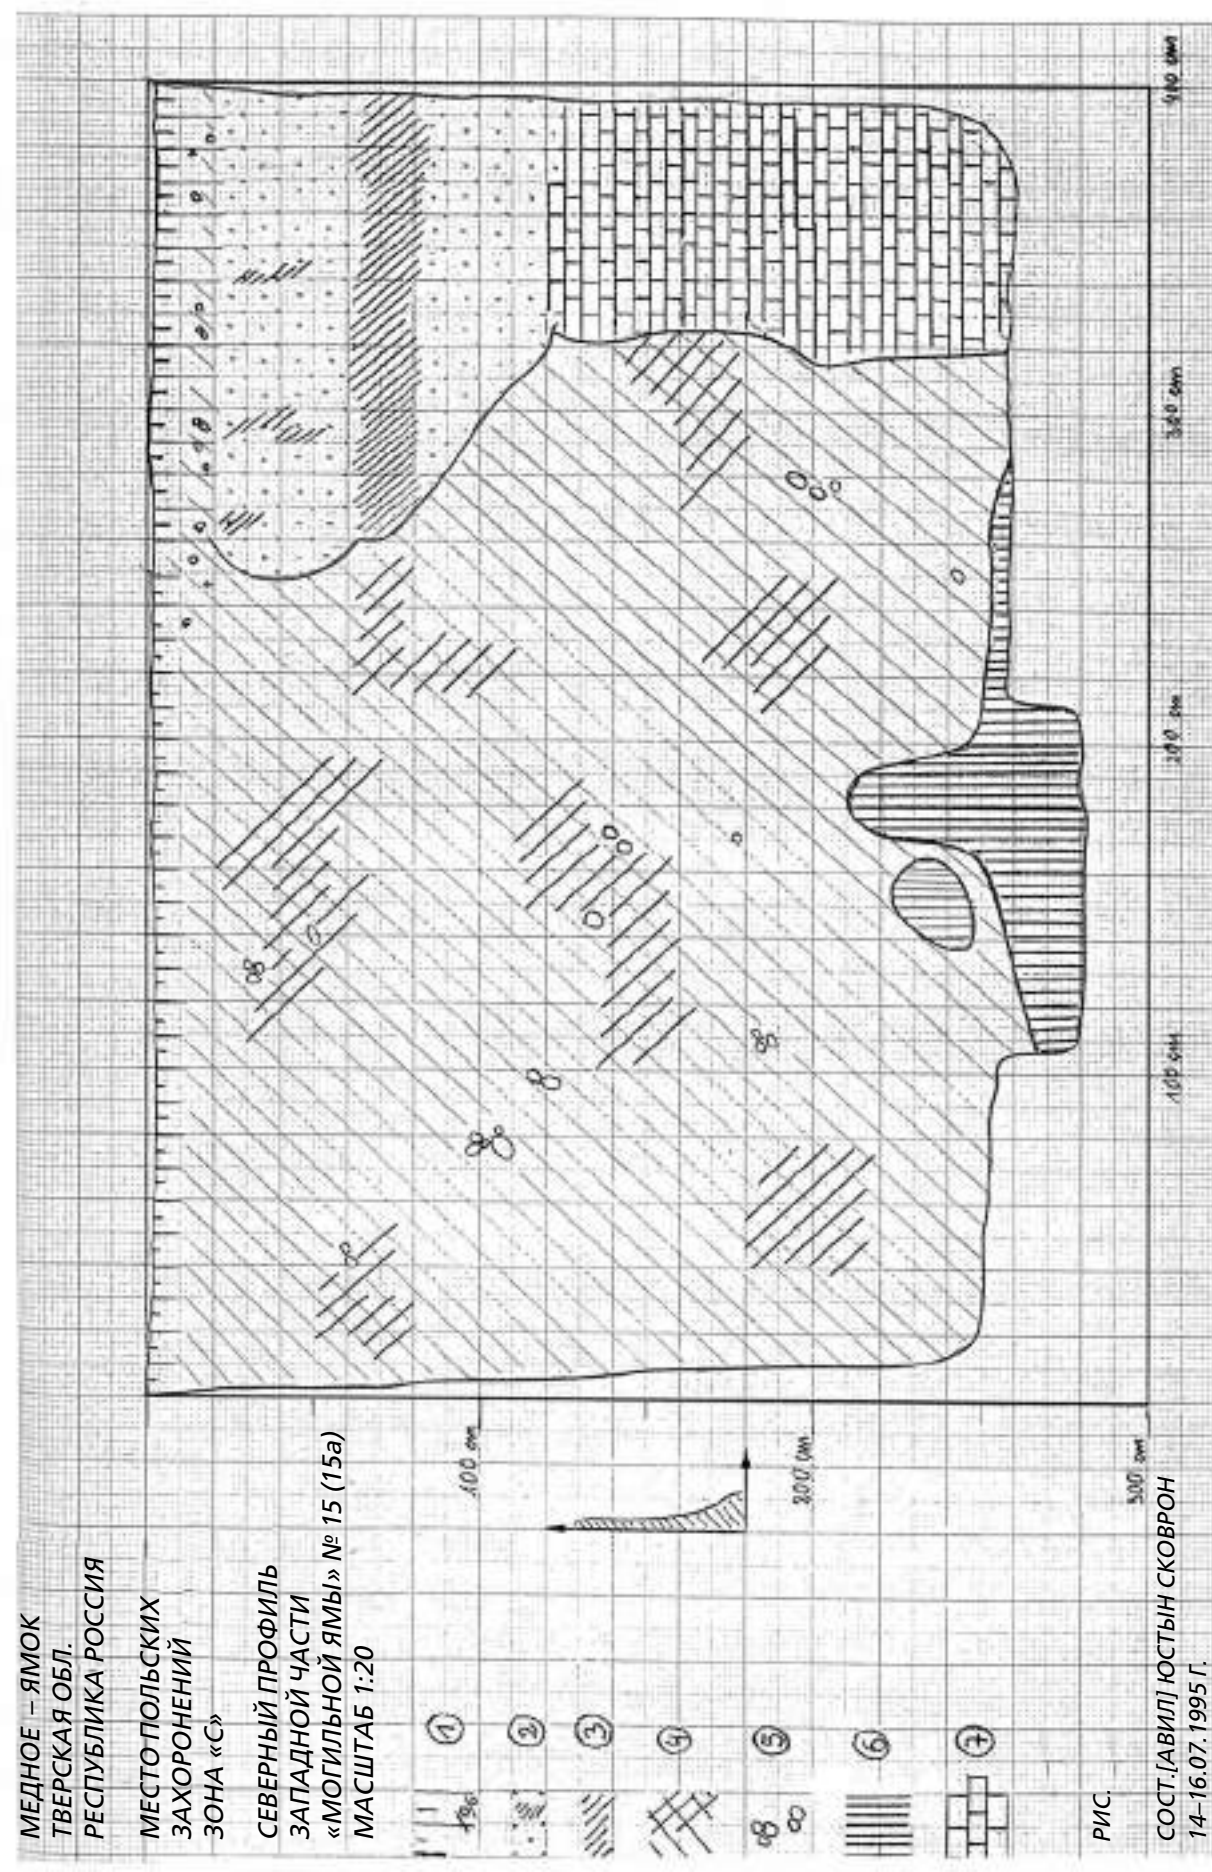 МЕДНОЕ – ЯМОК
ТВЕРСКАЯ ОБЛ.
РЕСПУБЛИКА РОССИЯ
МЕСТО ПОЛЬСКИХ
ЗАХОРОНЕНИЙ
ЗОНА «С»
СЕВЕРНЫЙ ПРОФИЛЬ
ЗАПАДНОЙ ЧАСТИ
«МОГИЛЬНОЙ ЯМЫ» № 15 (15а)
МАСШТАБ 1:20
1
2
3
4
5
6
7
РИС.
СОСТ.[АВИЛ] ЮСТЫН СКОВРОН
14–16.07. 1995 Г.
100 cm
200 cm
300 cm
100 cm
200 cm
300 cm
400 cm